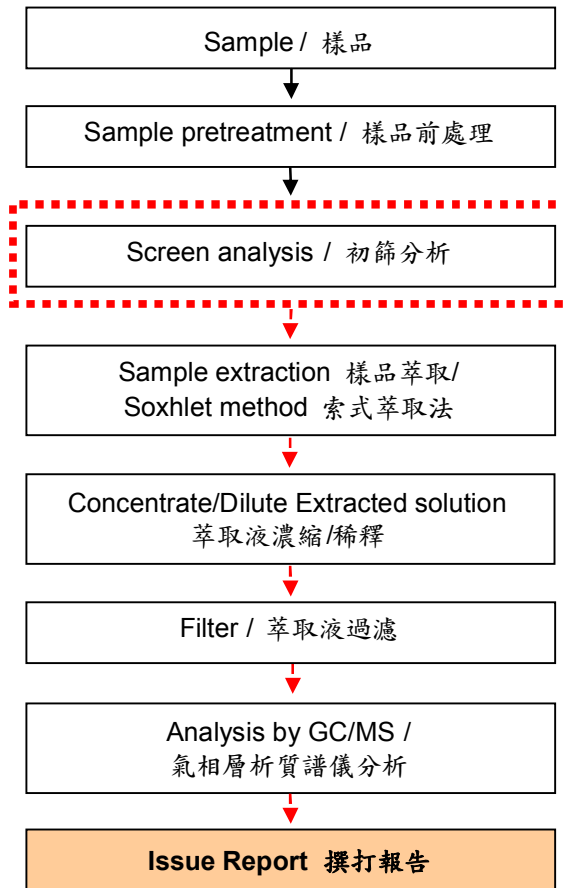 Sample / 樣品
Sample pretreatment / 樣品前處理
Screen analysis / 初篩分析
Sample extraction 樣品萃取/
Soxhlet method 索式萃取法
Concentrate/Dilute Extracted solution
萃取液濃縮/稀釋
Filter / 萃取液過濾
Analysis by GC/MS /
氣相層析質譜儀分析
Issue Report 撰打報告